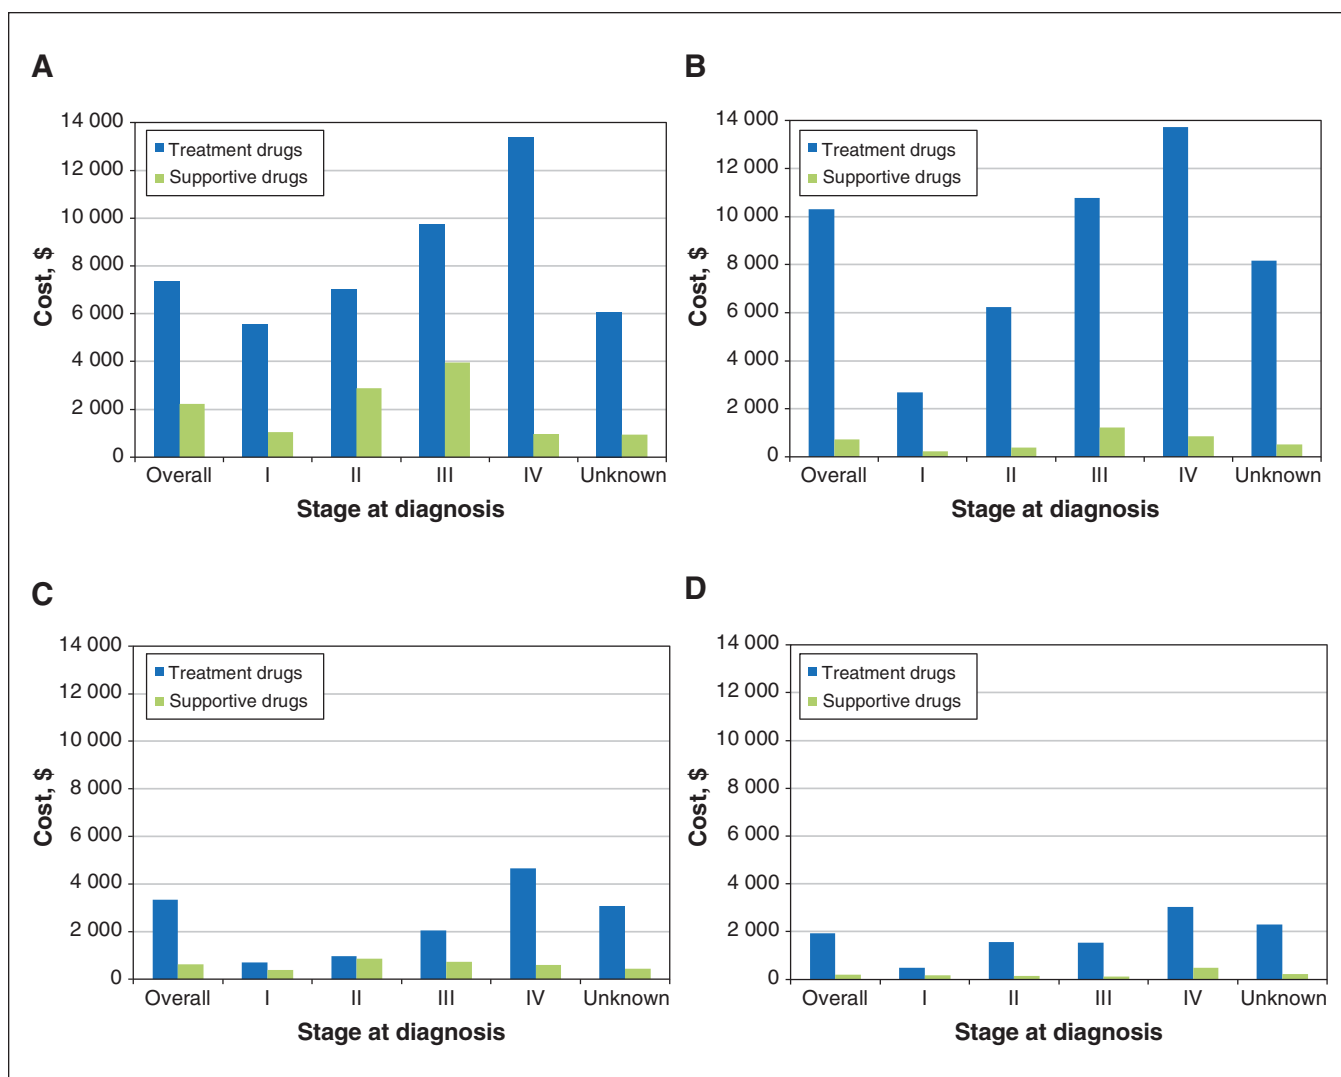 A
Cost, $
14 000
12 000
10 000
8 000
6 000
4 000
2 000
0
Treatment drugs
Supportive drugs
Overall I II III IV Unknown
Stage at diagnosis
B
Cost, $
14 000
12 000
10 000
8 000
6 000
4 000
2 000
0
Treatment drugs
Supportive drugs
Overall I II III IV Unknown
Stage at diagnosis
C
Cost, $
14 000
12 000
10 000
8 000
6 000
4 000
2 000
0
Treatment drugs
Supportive drugs
Overall I II III IV Unknown
Stage at diagnosis
D
Cost, $
14 000
12 000
10 000
8 000
6 000
4 000
2 000
0
Treatment drugs
Supportive drugs
Overall I II III IV Unknown
Stage at diagnosis